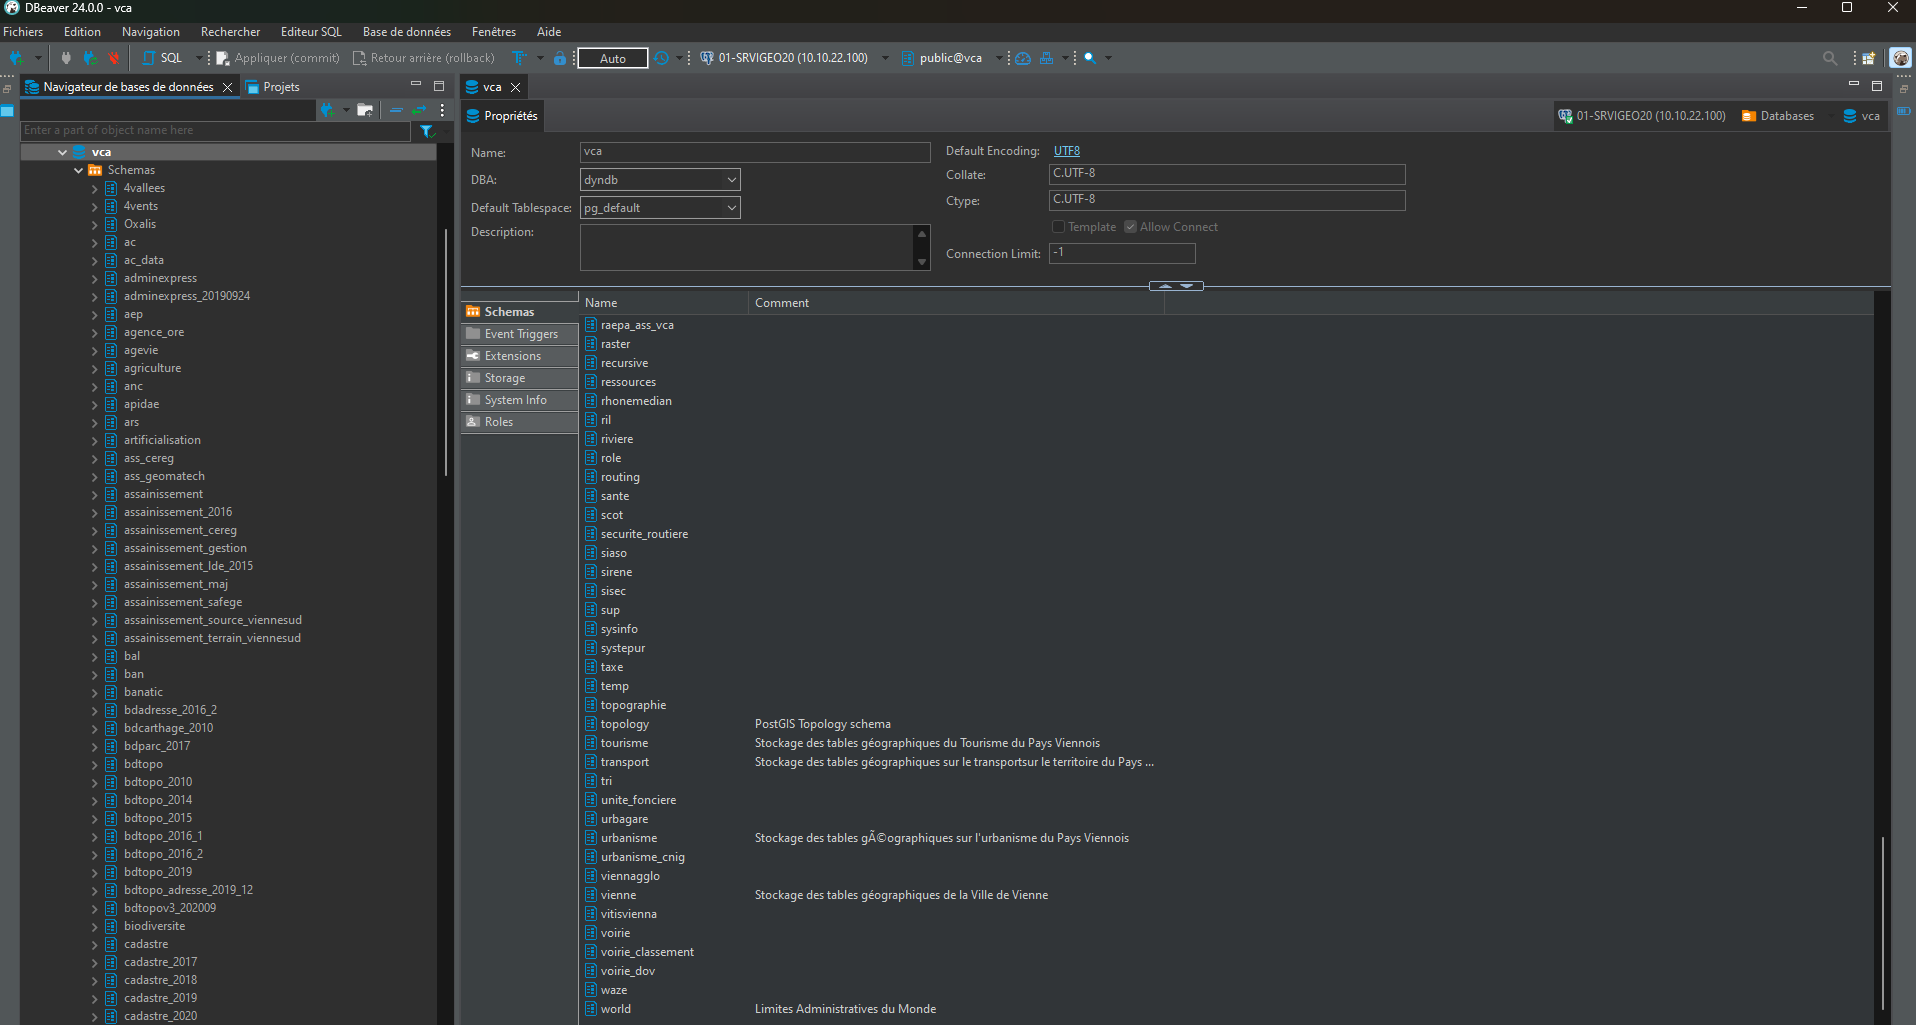 DBeaver 24.0.0 - vca
Fichiers Edition Navigation Rechercher Editeur SQL Base de données Fenêtres Aide
SQL Appliquer (commit) Retour arrière (rollback) Auto 01-SRVIGEO20 (10.10.22.100) public@vca
Navigateur de bases de données Projets
Enter a part of object name here
vca
Schemas
4vallees
4vents
Oxalis
ac
ac_data
adminexpress
adminexpress_20190924
aep
agence_ore
agevie
agriculture
anc
apidae
ars
artificialisation
ass_cereg
ass_geomatech
assainissement
assainissement_2016
assainissement_cereg
assainissement_gestion
assainissement_lde_2015
assainissement_maj
assainissement_safege
assainissement_source_viennesud
assainissement_terrain_viennesud
bal
ban
banatic
bdadresse_2016_2
bdcarthage_2010
bdparc_2017
bdtopo
bdtopo_2010
bdtopo_2014
bdtopo_2015
bdtopo_2016_1
bdtopo_2016_2
bdtopo_2019
bdtopo_adresse_2019_12
bdtopov3_202009
biodiversite
cadastre
cadastre_2017
cadastre_2018
cadastre_2019
cadastre_2020
vca
Propriétés
01-SRVIGEO20 (10.10.22.100) Databases vca
Name: vca
DBA: dyndb
Default Tablespace: pg_default
Description:
Default Encoding: UTF8
Collate: C.UTF-8
Ctype: C.UTF-8
Template Allow Connect
Connection Limit: -1
Schemas
Event Triggers
Extensions
Storage
System Info
Roles
Name Comment
raepa_ass_vca
raster
recursive
ressources
rhonemedian
ril
riviere
role
routing
sante
scot
securite_routiere
siaso
sirene
sisec
sup
sysinfo
systepur
taxe
temp
topographie
topology PostGIS Topology schema
tourisme Stockage des tables géographiques du Tourisme du Pays Viennois
transport Stockage des tables géographiques sur le transportsur le territoire du Pays ...
tri
unite_fonciere
urbagare
urbanisme Stockage des tables gÃ©ographiques sur l'urbanisme du Pays Viennois
urbanisme_cnig
viennagglo
vienne Stockage des tables géographiques de la Ville de Vienne
vitisvienna
voirie
voirie_classement
voirie_dov
waze
world Limites Administratives du Monde